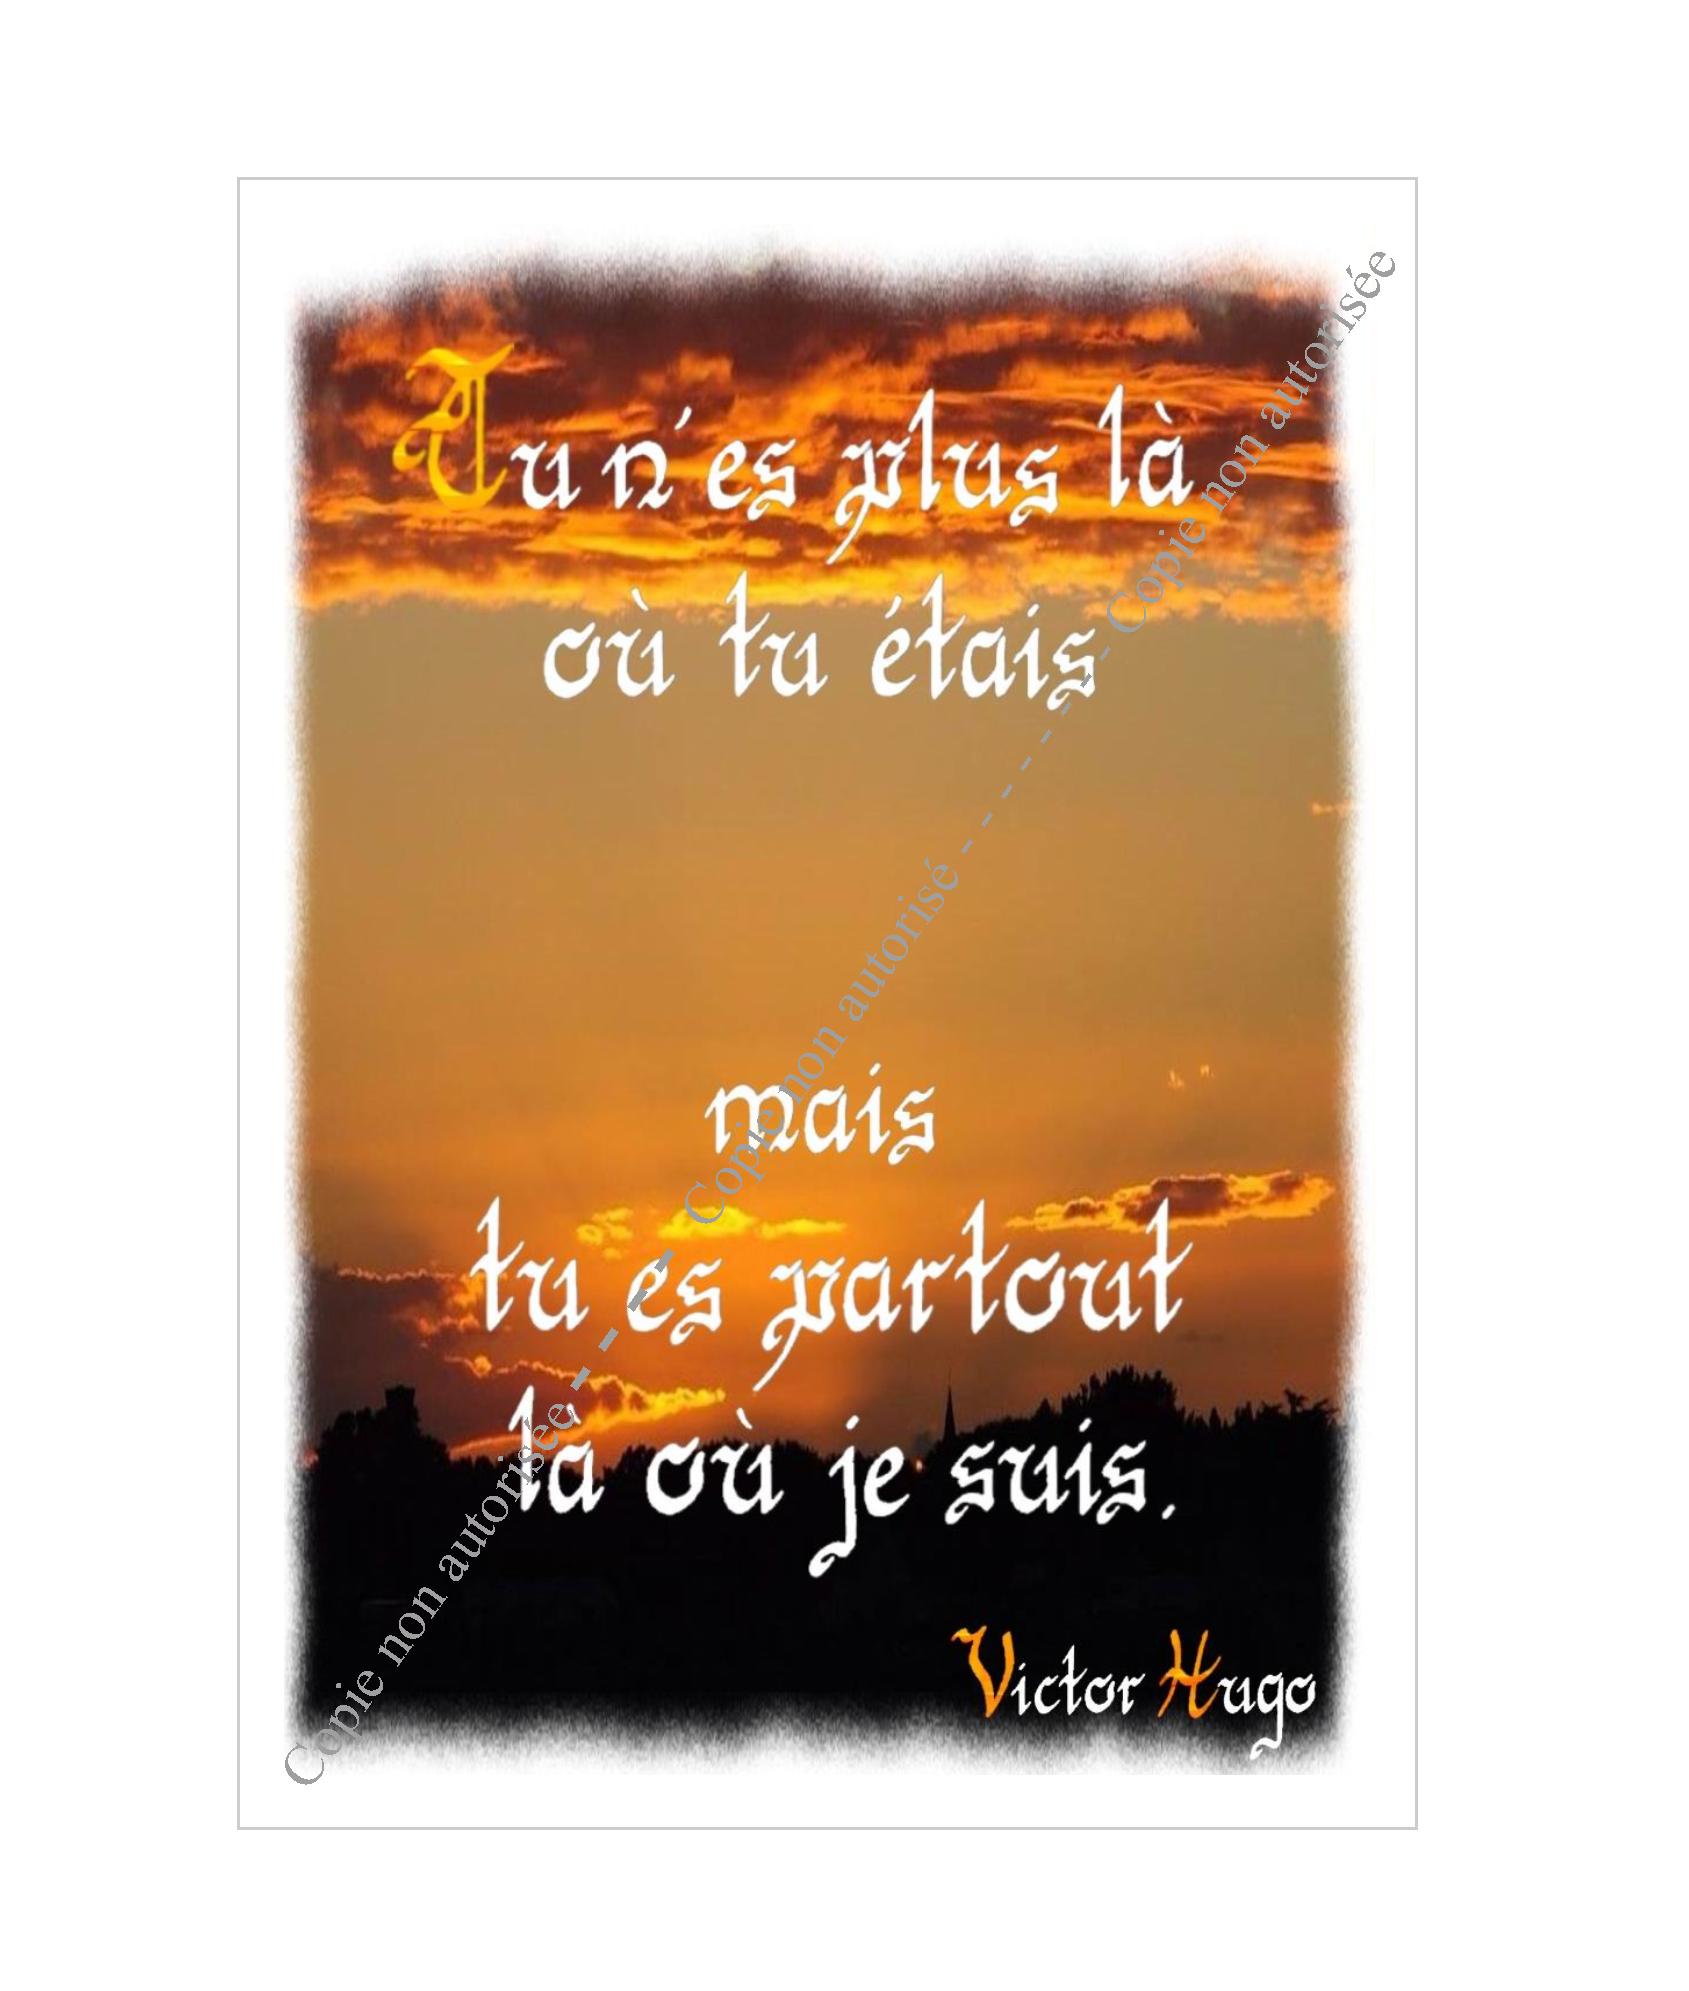 Tu n'es plus là
où tu étais
mais
tu es partout
là où je suis.
Victor Hugo
Copie non autorisée - - - - Copie non autorisé - - - - - - - - Copie non autorisée